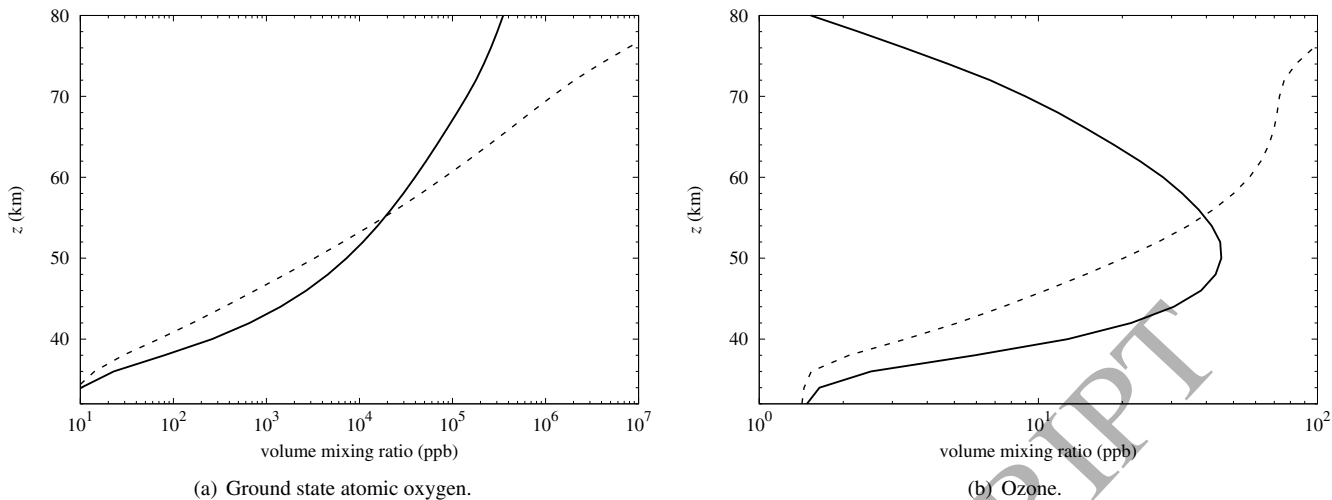 80
70
60
50
40
z (km)
10^1 10^2 10^3 10^4 10^5 10^6 10^7
volume mixing ratio (ppb)
(a) Ground state atomic oxygen.
80
70
60
50
40
z (km)
10^0 10^1 10^2
volume mixing ratio (ppb)
(b) Ozone.
RIPT